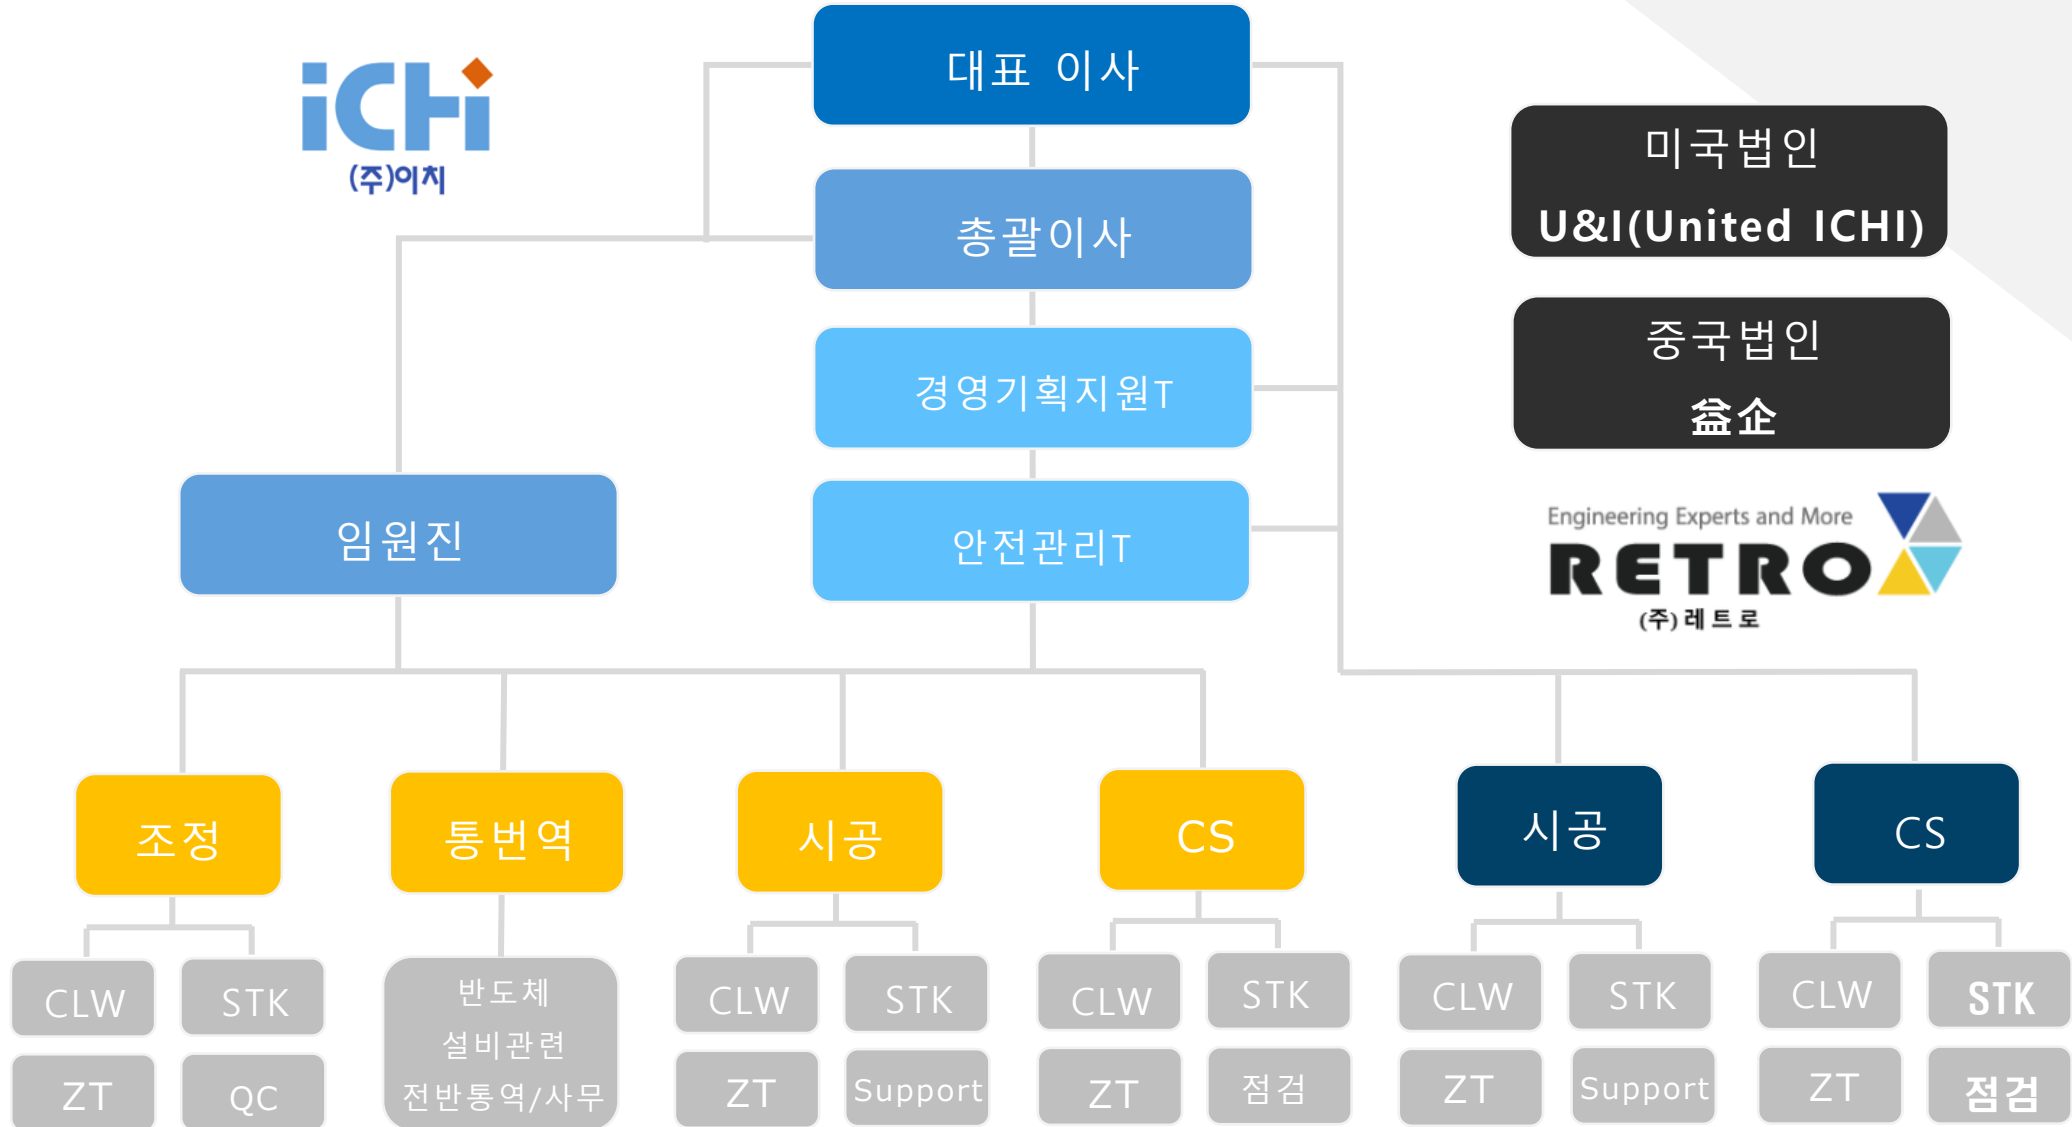 iCHi
(주)이치
대표 이사
총괄이사
경영기획지원T
안전관리T
임원진
미국법인
U&I(United ICHI)
중국법인
益企
Engineering Experts and More
RETRO
(주)레트로
조정
통번역
시공
CS
시공
CS
CLW
STK
ZT
QC
반도체
설비관련
전반통역/사무
CLW
STK
ZT
Support
CLW
STK
ZT
점검
CLW
STK
ZT
Support
CLW
STK
ZT
점검